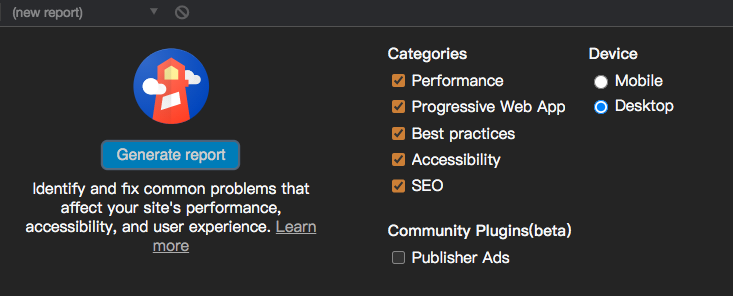 (new report)
Generate report
Identify and fix common problems that
affect your site's performance,
accessibility, and user experience. Learn
more
Categories
Performance
Progressive Web App
Best practices
Accessibility
SEO
Community Plugins(beta)
Publisher Ads
Device
Mobile
Desktop